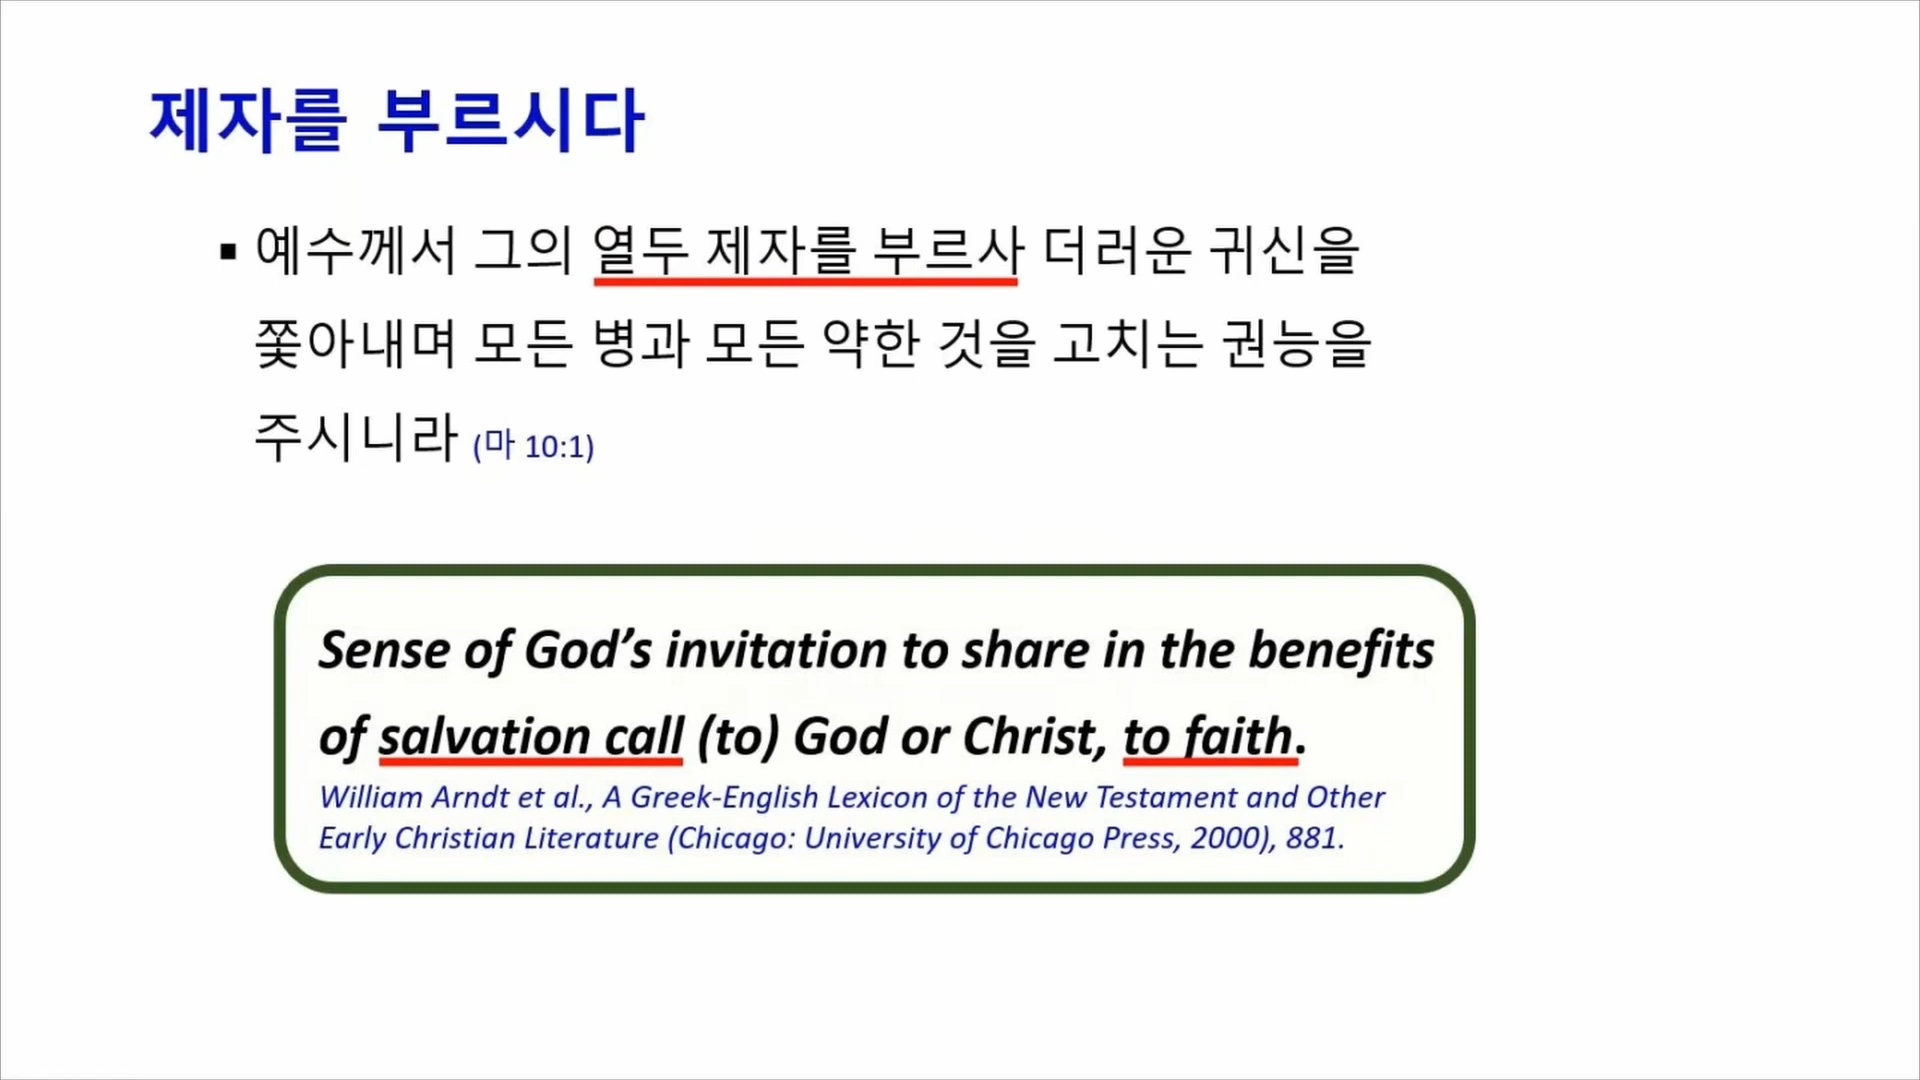 제자를 부르시다
▪ 예수께서 그의 열두 제자를 부르사 더러운 귀신을
쫓아내며 모든 병과 모든 약한 것을 고치는 권능을
주시니라 (마 10:1)
Sense of God’s invitation to share in the benefits
of salvation call (to) God or Christ, to faith.
William Arndt et al., A Greek-English Lexicon of the New Testament and Other
Early Christian Literature (Chicago: University of Chicago Press, 2000), 881.